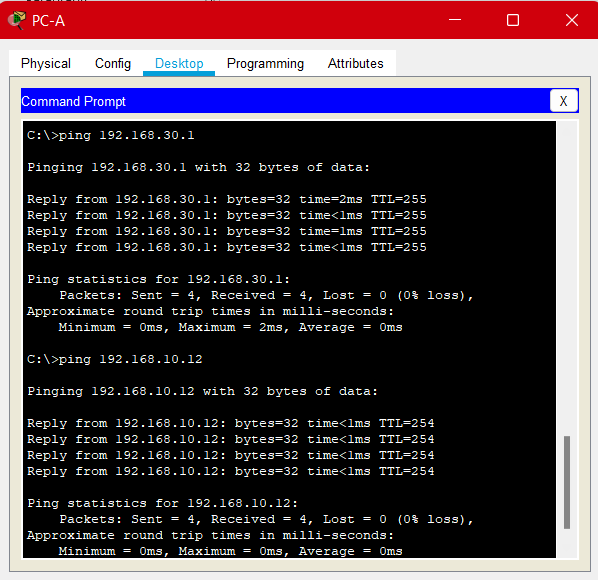 PC-A
Physical Config Desktop Programming Attributes
Command Prompt X
C:\>ping 192.168.30.1
Pinging 192.168.30.1 with 32 bytes of data:
Reply from 192.168.30.1: bytes=32 time=2ms TTL=255
Reply from 192.168.30.1: bytes=32 time<1ms TTL=255
Reply from 192.168.30.1: bytes=32 time=1ms TTL=255
Reply from 192.168.30.1: bytes=32 time<1ms TTL=255
Ping statistics for 192.168.30.1:
Packets: Sent = 4, Received = 4, Lost = 0 (0% loss),
Approximate round trip times in milli-seconds:
Minimum = 0ms, Maximum = 2ms, Average = 0ms
C:\>ping 192.168.10.12
Pinging 192.168.10.12 with 32 bytes of data:
Reply from 192.168.10.12: bytes=32 time<1ms TTL=254
Reply from 192.168.10.12: bytes=32 time<1ms TTL=254
Reply from 192.168.10.12: bytes=32 time<1ms TTL=254
Reply from 192.168.10.12: bytes=32 time<1ms TTL=254
Ping statistics for 192.168.10.12:
Packets: Sent = 4, Received = 4, Lost = 0 (0% loss),
Approximate round trip times in milli-seconds:
Minimum = 0ms, Maximum = 0ms, Average = 0ms